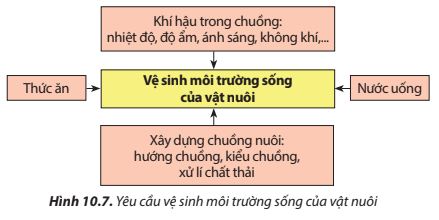 Khí hậu trong chuồng:
nhiệt độ, độ ẩm, ánh sáng, không khí,...
Thức ăn
Vệ sinh môi trường sống
của vật nuôi
Nước uống
Xây dựng chuồng nuôi:
hướng chuồng, kiểu chuồng,
xử lí chất thải
Hình 10.7. Yêu cầu vệ sinh môi trường sống của vật nuôi